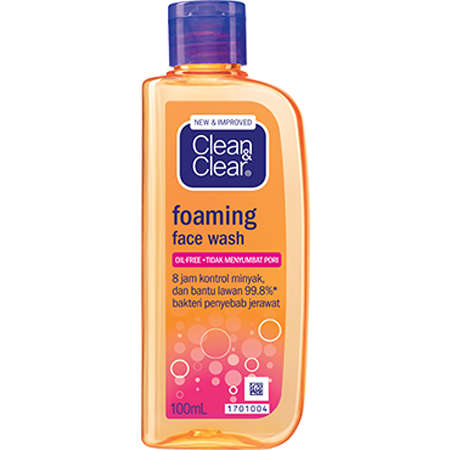 NEW & IMPROVED
Clean &
Clear®
foaming
face wash
OIL-FREE • TIDAK MENYUMBAT PORI
8 jam kontrol minyak,
dan bantu lawan 99.8%*
bakteri penyebab jerawat
100mL
1701004